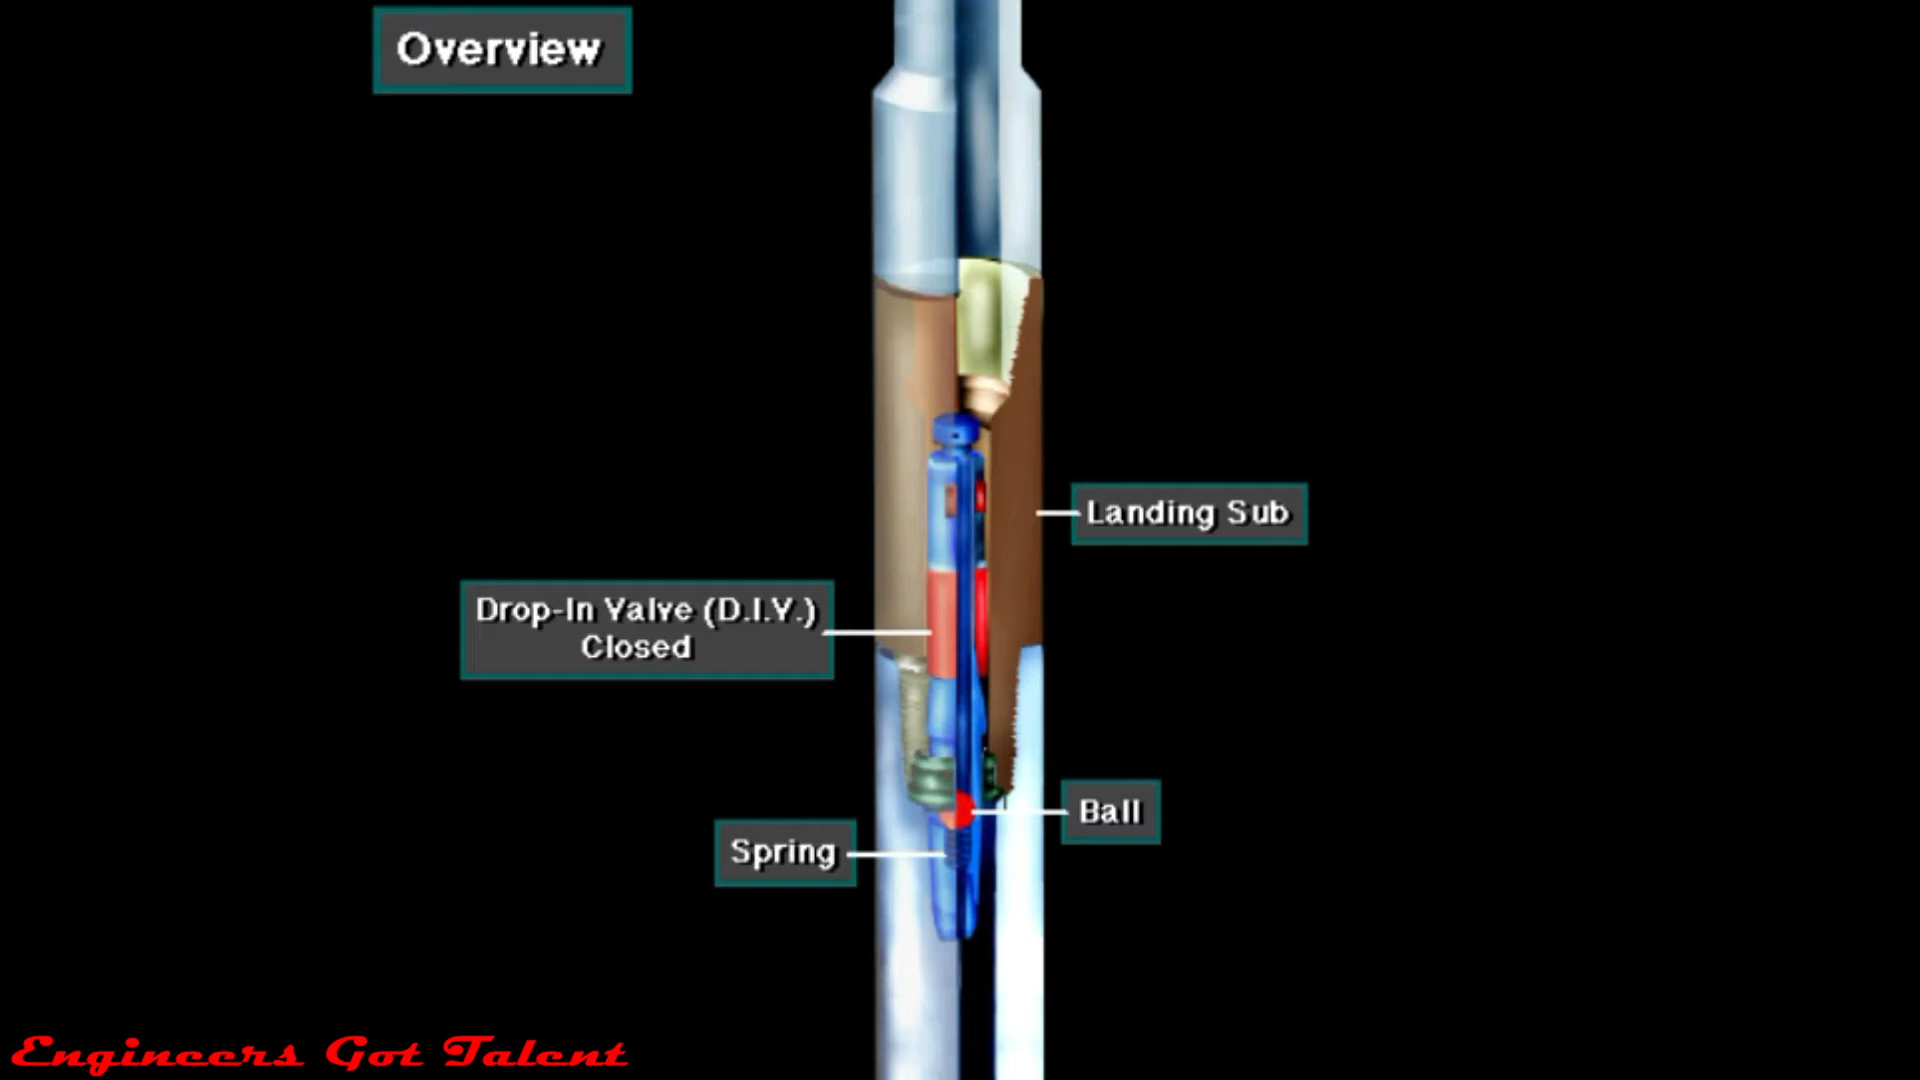 Overview
Landing Sub
Drop-In Valve (D.I.V.)
Closed
Ball
Spring
Engineers Got Talent